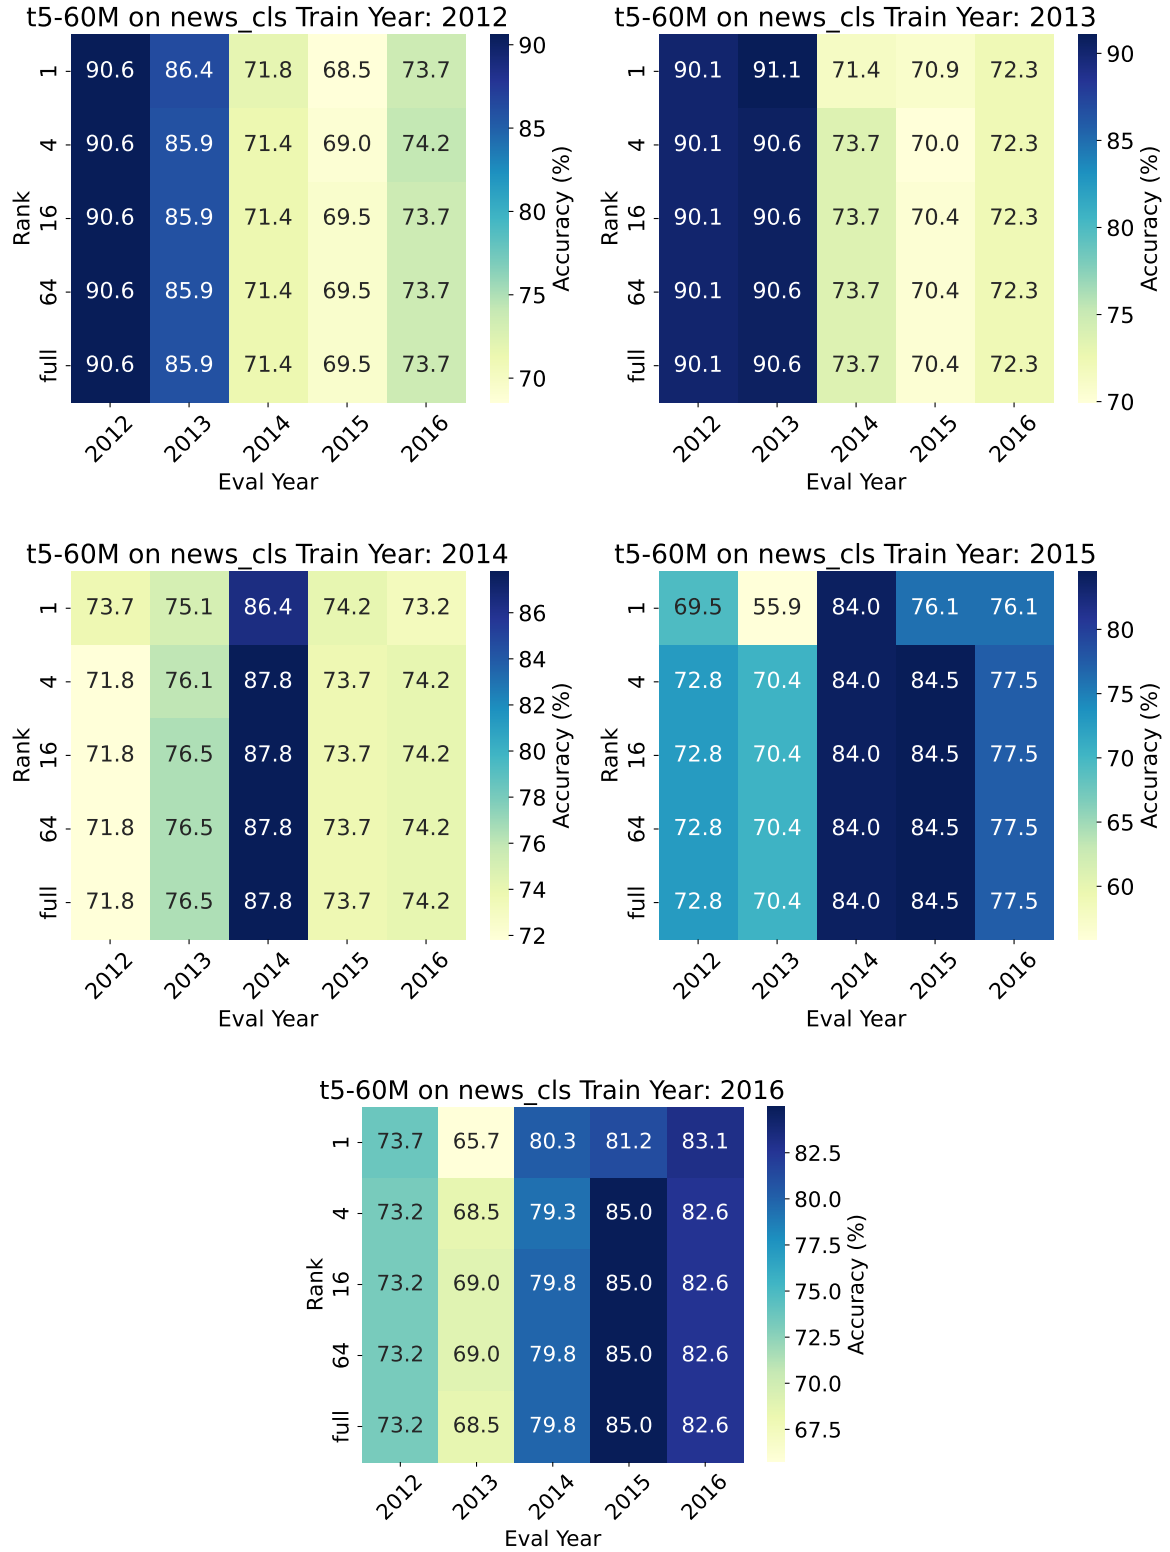 t5-60M on news_cls Train Year: 2012
1 90.6 86.4 71.8 68.5 73.7
4 90.6 85.9 71.4 69.0 74.2
16 90.6 85.9 71.4 69.5 73.7
64 90.6 85.9 71.4 69.5 73.7
full 90.6 85.9 71.4 69.5 73.7
Rank
2012 2013 2014 2015 2016
Eval Year
90
85
80
75
70
Accuracy (%)
t5-60M on news_cls Train Year: 2013
1 90.1 91.1 71.4 70.9 72.3
4 90.1 90.6 73.7 70.0 72.3
16 90.1 90.6 73.7 70.4 72.3
64 90.1 90.6 73.7 70.4 72.3
full 90.1 90.6 73.7 70.4 72.3
Rank
2012 2013 2014 2015 2016
Eval Year
90
85
80
75
70
Accuracy (%)
t5-60M on news_cls Train Year: 2014
1 73.7 75.1 86.4 74.2 73.2
4 71.8 76.1 87.8 73.7 74.2
16 71.8 76.5 87.8 73.7 74.2
64 71.8 76.5 87.8 73.7 74.2
full 71.8 76.5 87.8 73.7 74.2
Rank
2012 2013 2014 2015 2016
Eval Year
86
84
82
80
78
76
74
72
Accuracy (%)
t5-60M on news_cls Train Year: 2015
1 69.5 55.9 84.0 76.1 76.1
4 72.8 70.4 84.0 84.5 77.5
16 72.8 70.4 84.0 84.5 77.5
64 72.8 70.4 84.0 84.5 77.5
full 72.8 70.4 84.0 84.5 77.5
Rank
2012 2013 2014 2015 2016
Eval Year
80
75
70
65
60
Accuracy (%)
t5-60M on news_cls Train Year: 2016
1 73.7 65.7 80.3 81.2 83.1
4 73.2 68.5 79.3 85.0 82.6
16 73.2 69.0 79.8 85.0 82.6
64 73.2 69.0 79.8 85.0 82.6
full 73.2 68.5 79.8 85.0 82.6
Rank
2012 2013 2014 2015 2016
Eval Year
82.5
80.0
77.5
75.0
72.5
70.0
67.5
Accuracy (%)